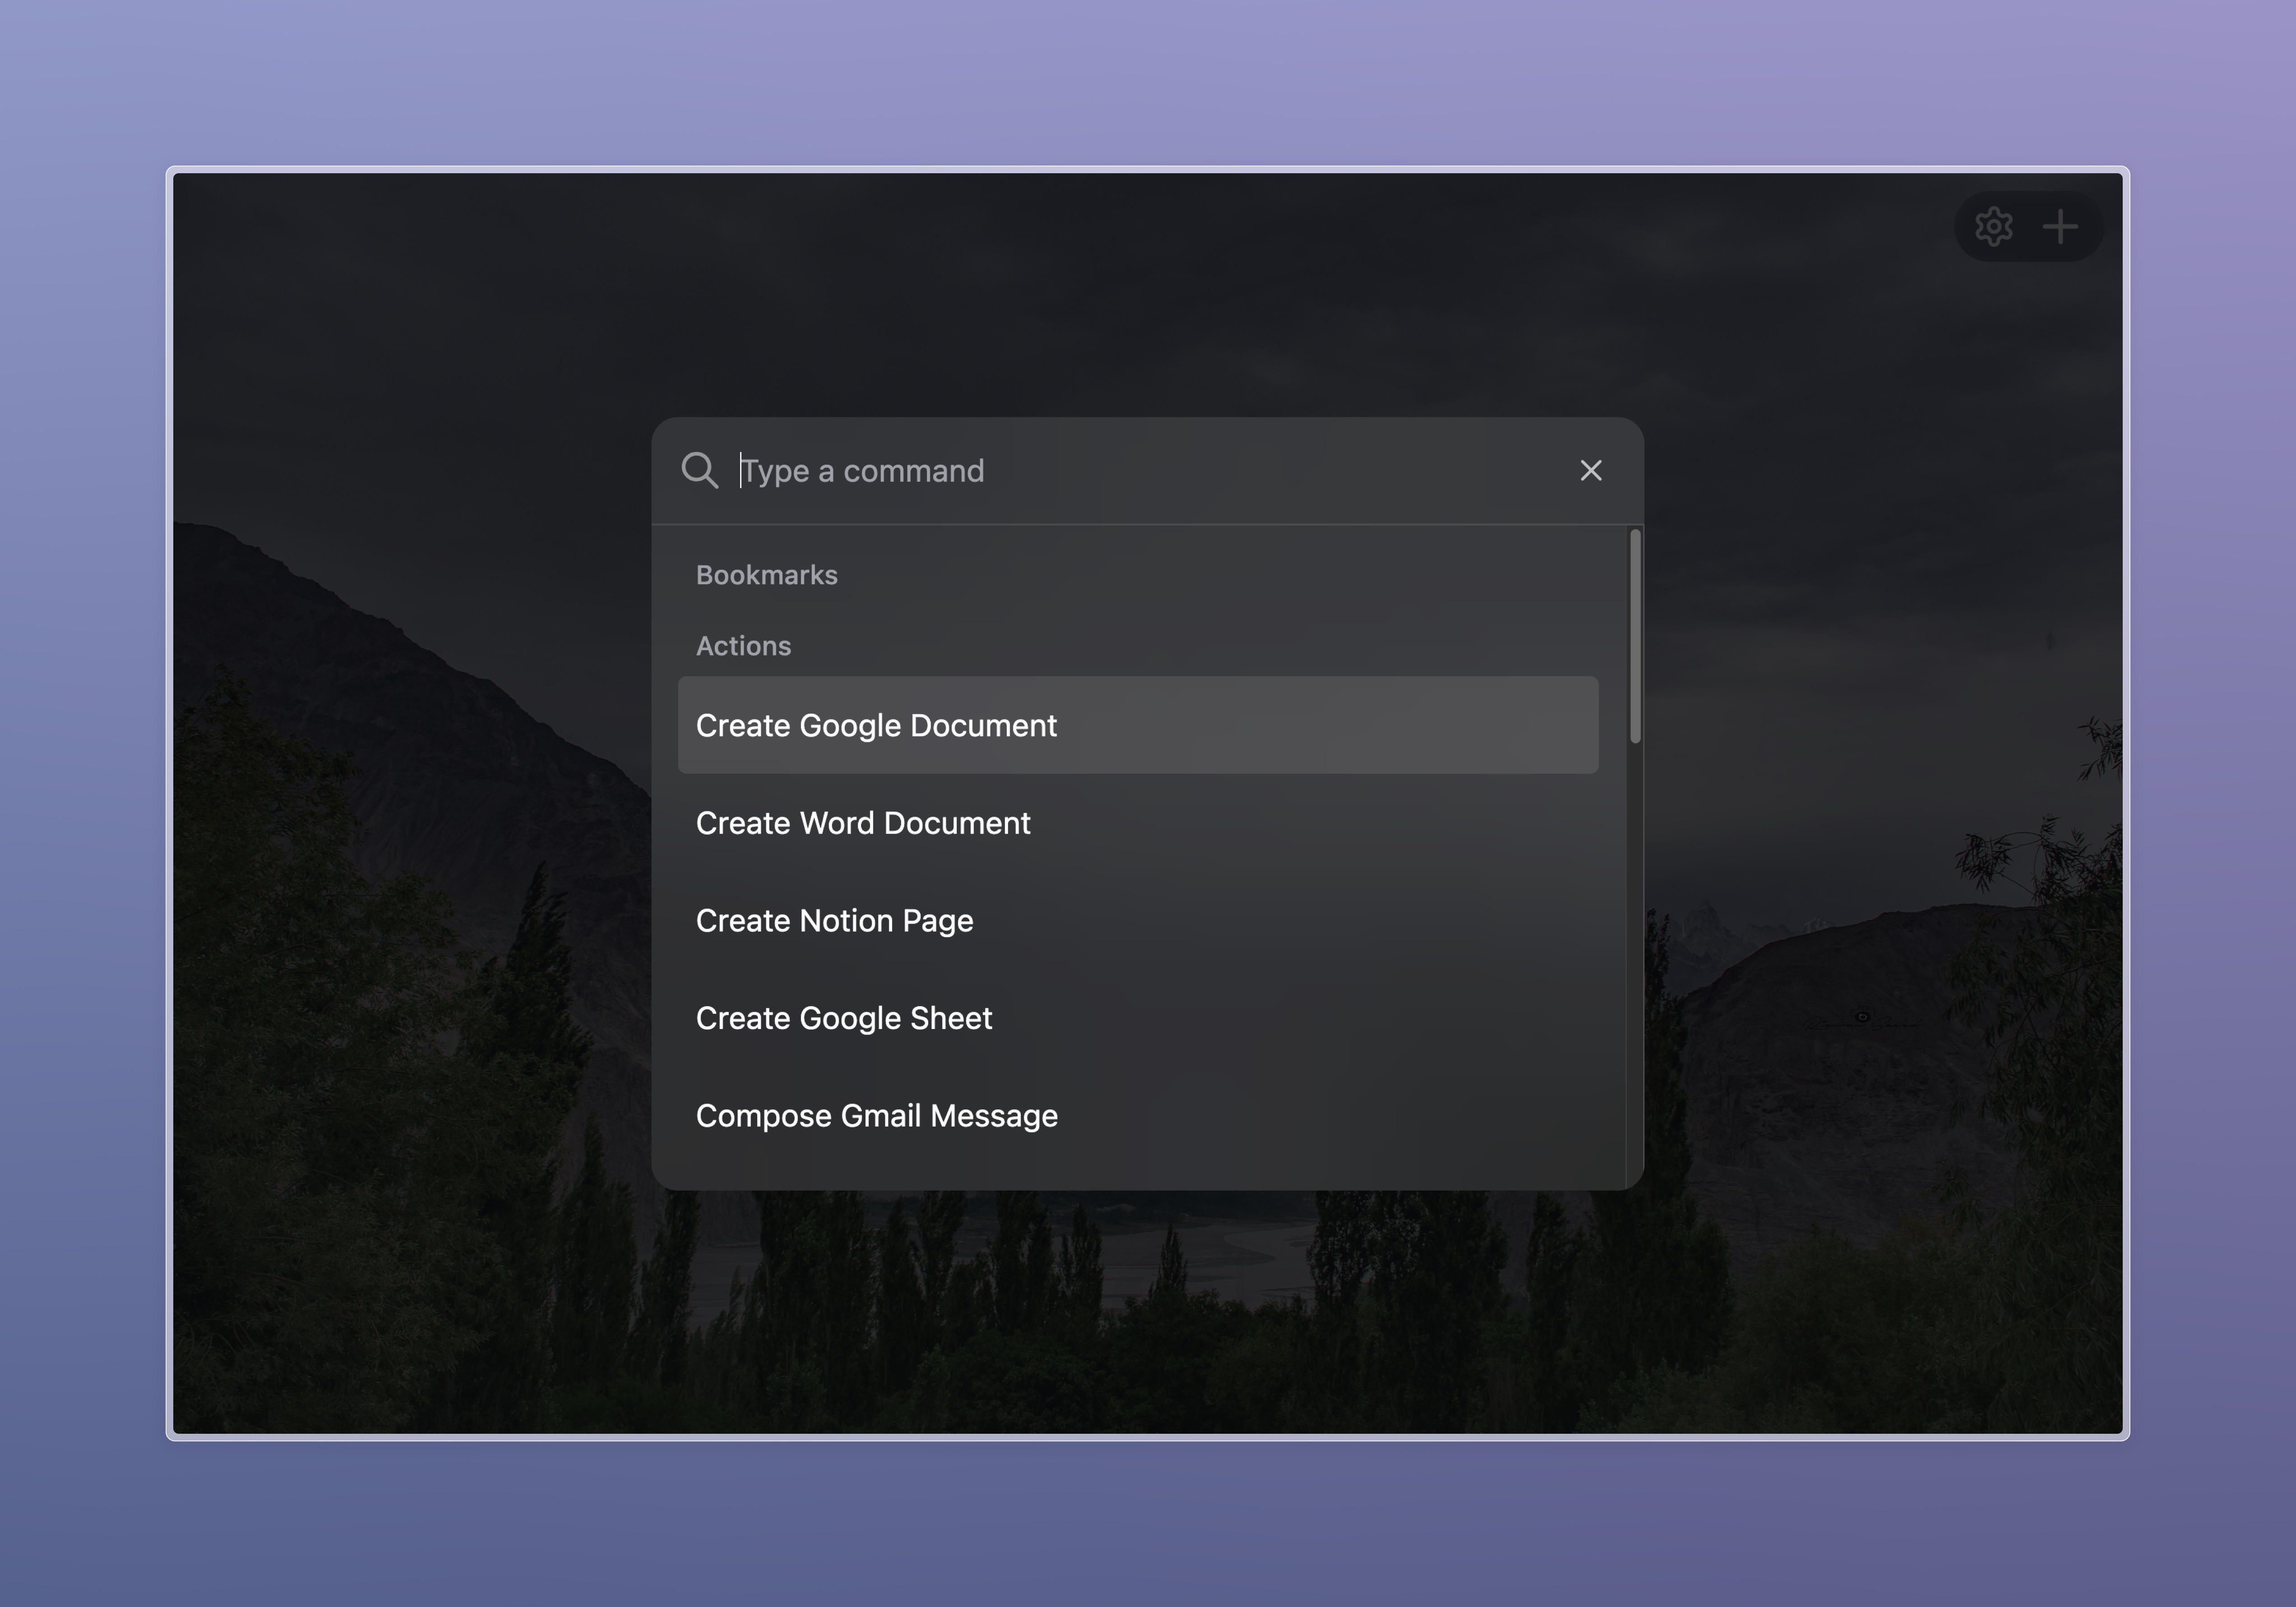 Type a command
Bookmarks
Actions
Create Google Document
Create Word Document
Create Notion Page
Create Google Sheet
Compose Gmail Message